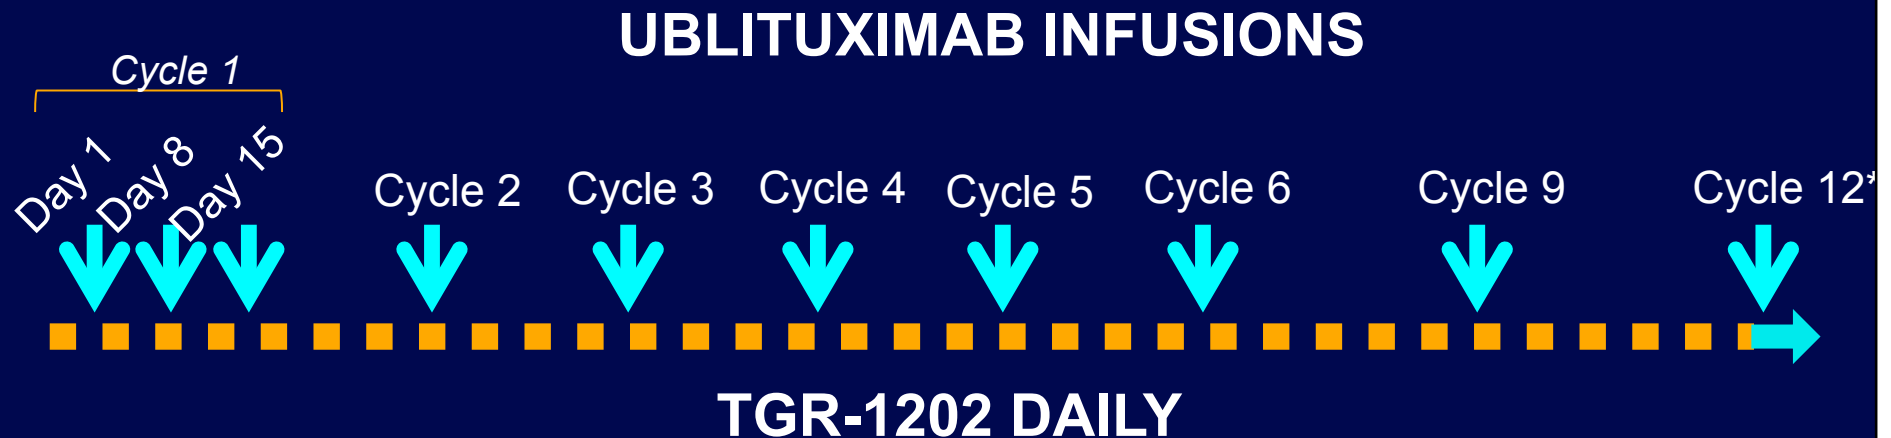 UBLITUXIMAB INFUSIONS
Cycle 1
Day 1
Day 8
Day 15
Cycle 2
Cycle 3
Cycle 4
Cycle 5
Cycle 6
Cycle 9
Cycle 12*
TGR-1202 DAILY